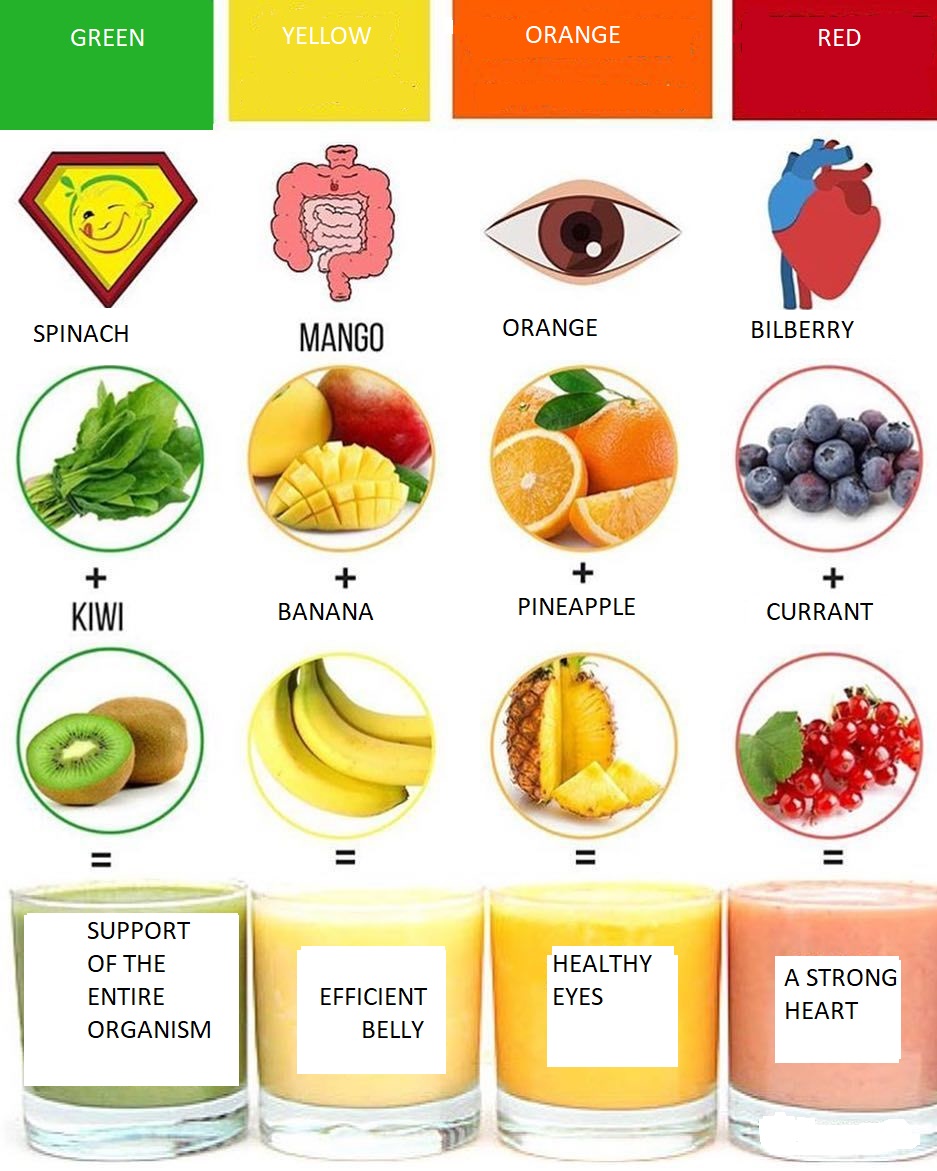 GREEN
YELLOW
ORANGE
RED
SPINACH
MANGO
ORANGE
BILBERRY
+
+
+
+
KIWI
BANANA
PINEAPPLE
CURRANT
=
=
=
=
SUPPORT
OF THE
ENTIRE
ORGANISM
EFFICIENT
BELLY
HEALTHY
EYES
A STRONG
HEART